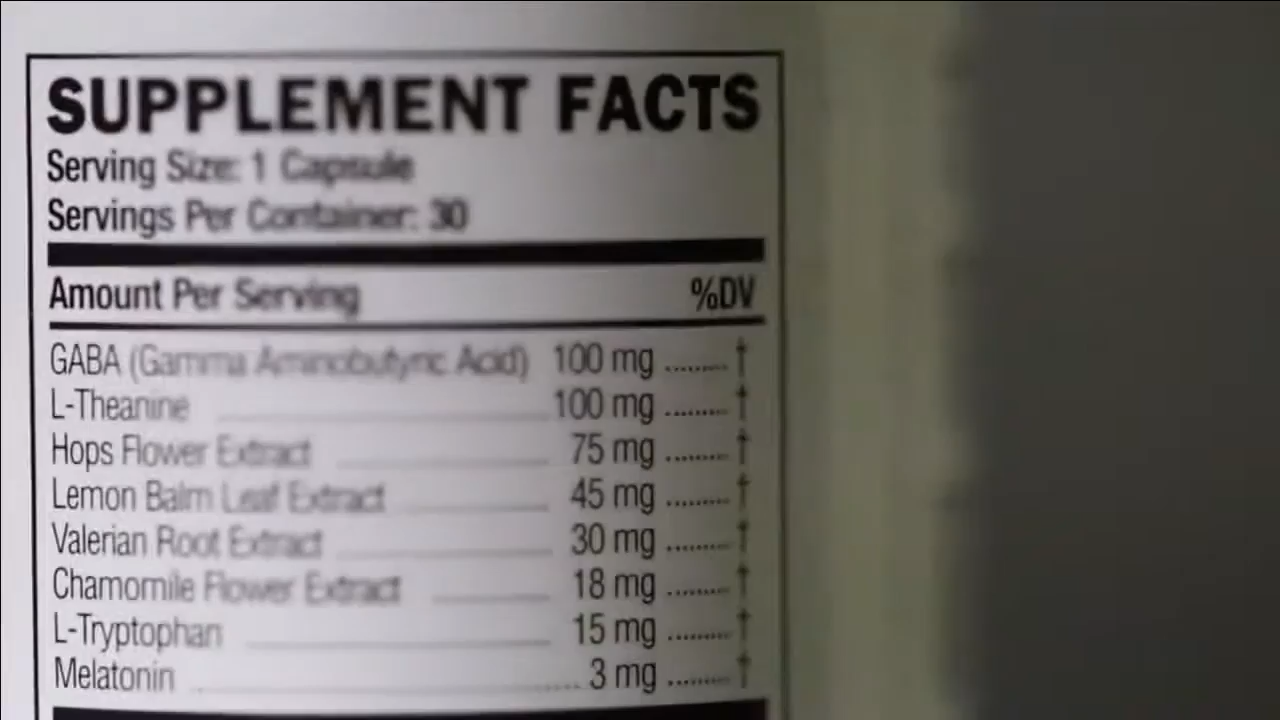 SUPPLEMENT FACTS
Serving Size: 1 Capsule
Servings Per Container: 30
Amount Per Serving %DV
GABA (Gamma Aminobutyric Acid) 100 mg ........ †
L-Theanine 100 mg ........ †
Hops Flower Extract 75 mg ........ †
Lemon Balm Leaf Extract 45 mg ........ †
Valerian Root Extract 30 mg ........ †
Chamomile Flower Extract 18 mg ........ †
L-Tryptophan 15 mg ........ †
Melatonin 3 mg ........ †